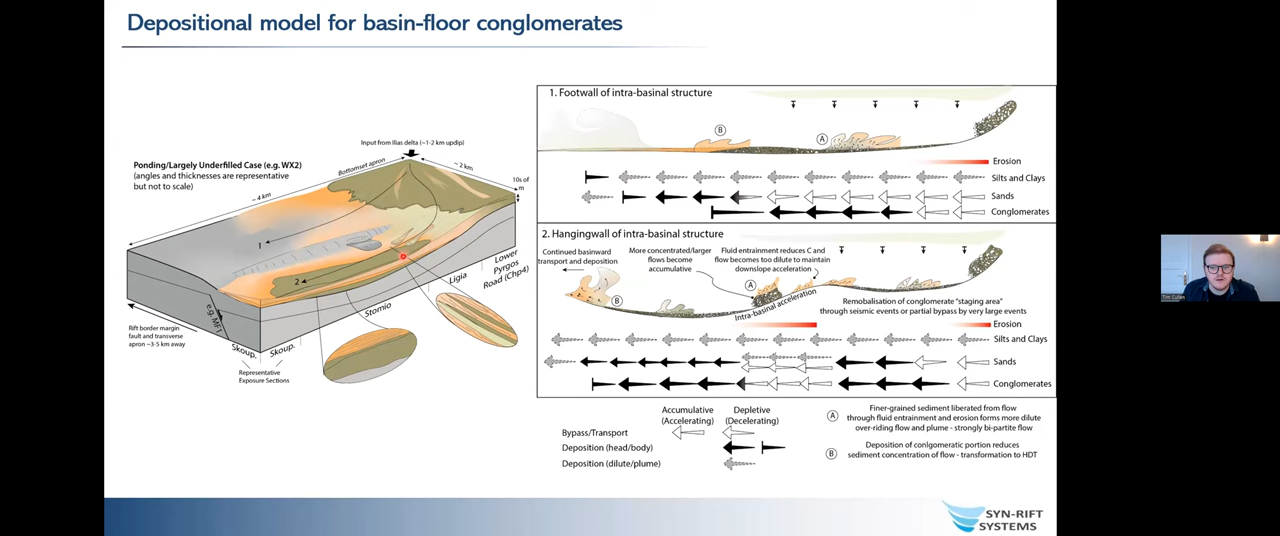 Depositional model for basin-floor conglomerates
Input from Ilias delta (~1-2 km updip)
Ponding/Largely Underfilled Case (e.g. WX2)
(angles and thicknesses are representative
but not to scale)
Bottomset apron
~ 2 km
10s of
m
~ 4 km
1
2
Lower
Pyrgos
Road (Chp4)
Ligia
Stomio
e.g. MF1
Skoup.
Skoup.
Rift border margin
fault and transverse
apron ~3-5 km away
Representative
Exposure Sections
1. Footwall of intra-basinal structure
B
A
Erosion
Silts and Clays
Sands
Conglomerates
2. Hangingwall of intra-basinal structure
Continued basinward
transport and deposition
More concentrated/larger
flows become
accumulative
Fluid entrainment reduces C and
flow becomes too dilute to maintain
downslope acceleration
A
B
Intra-basinal acceleration
Remobalisation of conglomerate "staging area"
through seismic events or partial bypass by very large events
Erosion
Silts and Clays
Sands
Conglomerates
Accumulative
(Accelerating)
Depletive
(Decelerating)
Bypass/Transport
Deposition (head/body)
Deposition (dilute/plume)
A
Finer-grained sediment liberated from flow
through fluid entrainment and erosion forms more dilute
over-riding flow and plume - strongly bi-partite flow
B
Deposition of conlgomeratic portion reduces
sediment concentration of flow - transformation to HDT
SYN-RIFT
SYSTEMS
Tim Cullen